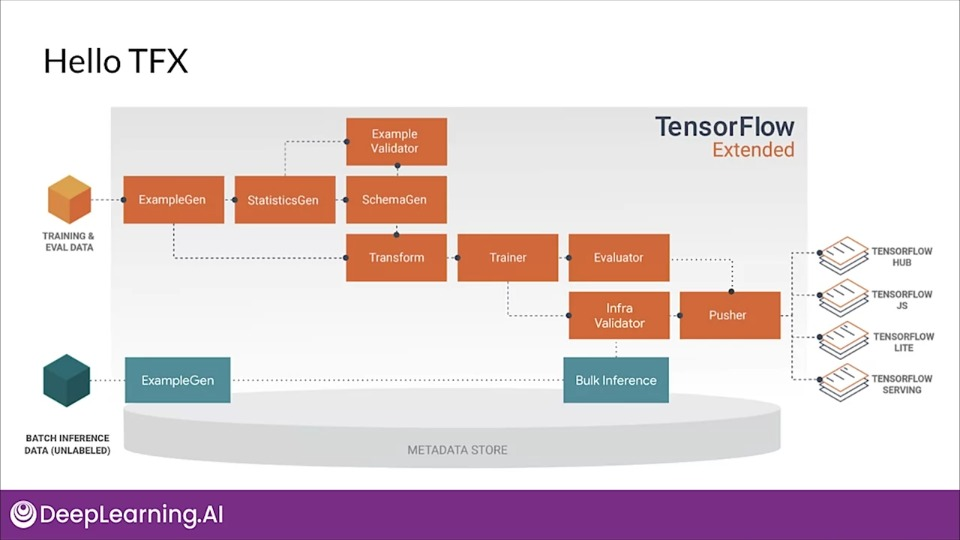 Hello TFX
TensorFlow
Extended
Example
Validator
ExampleGen
StatisticsGen
SchemaGen
TRAINING &
EVAL DATA
Transform
Trainer
Evaluator
TENSORFLOW
HUB
TENSORFLOW
JS
Infra
Validator
Pusher
TENSORFLOW
LITE
TENSORFLOW
SERVING
ExampleGen
Bulk Inference
BATCH INFERENCE
DATA (UNLABELED)
METADATA STORE
DeepLearning.AI